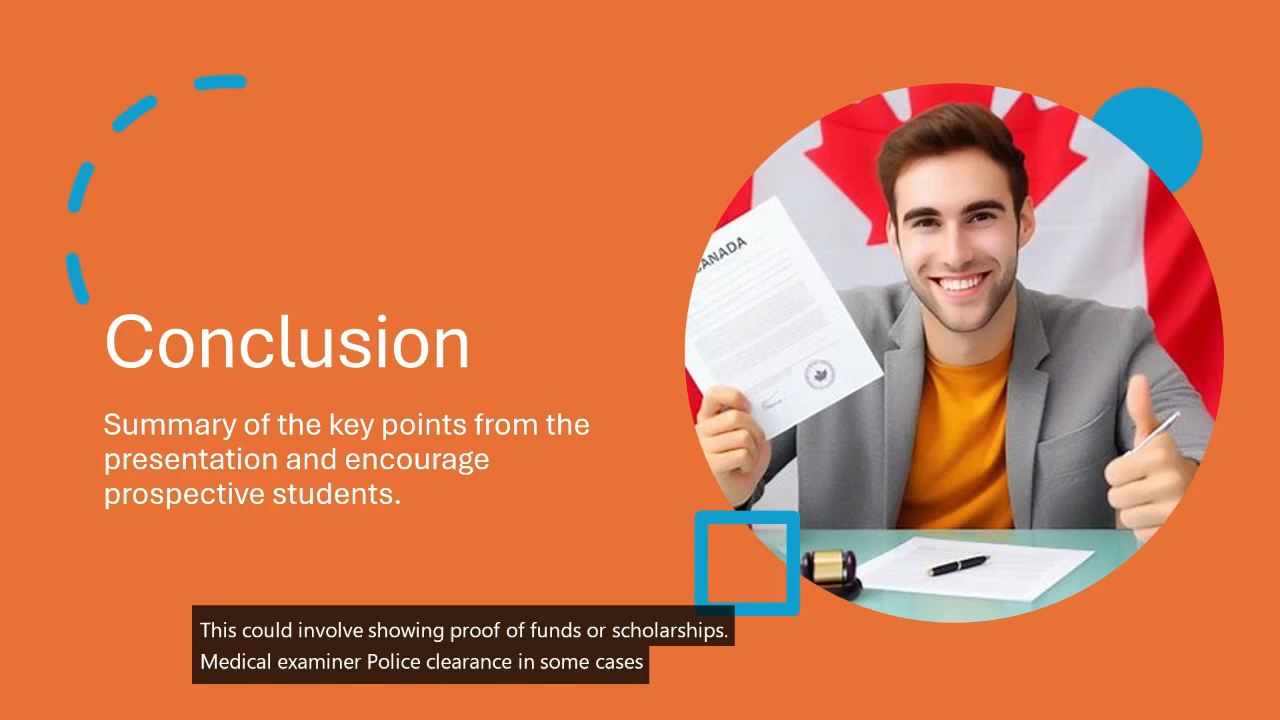 CANADA
Conclusion
Summary of the key points from the
presentation and encourage
prospective students.
This could involve showing proof of funds or scholarships.
Medical examiner Police clearance in some cases